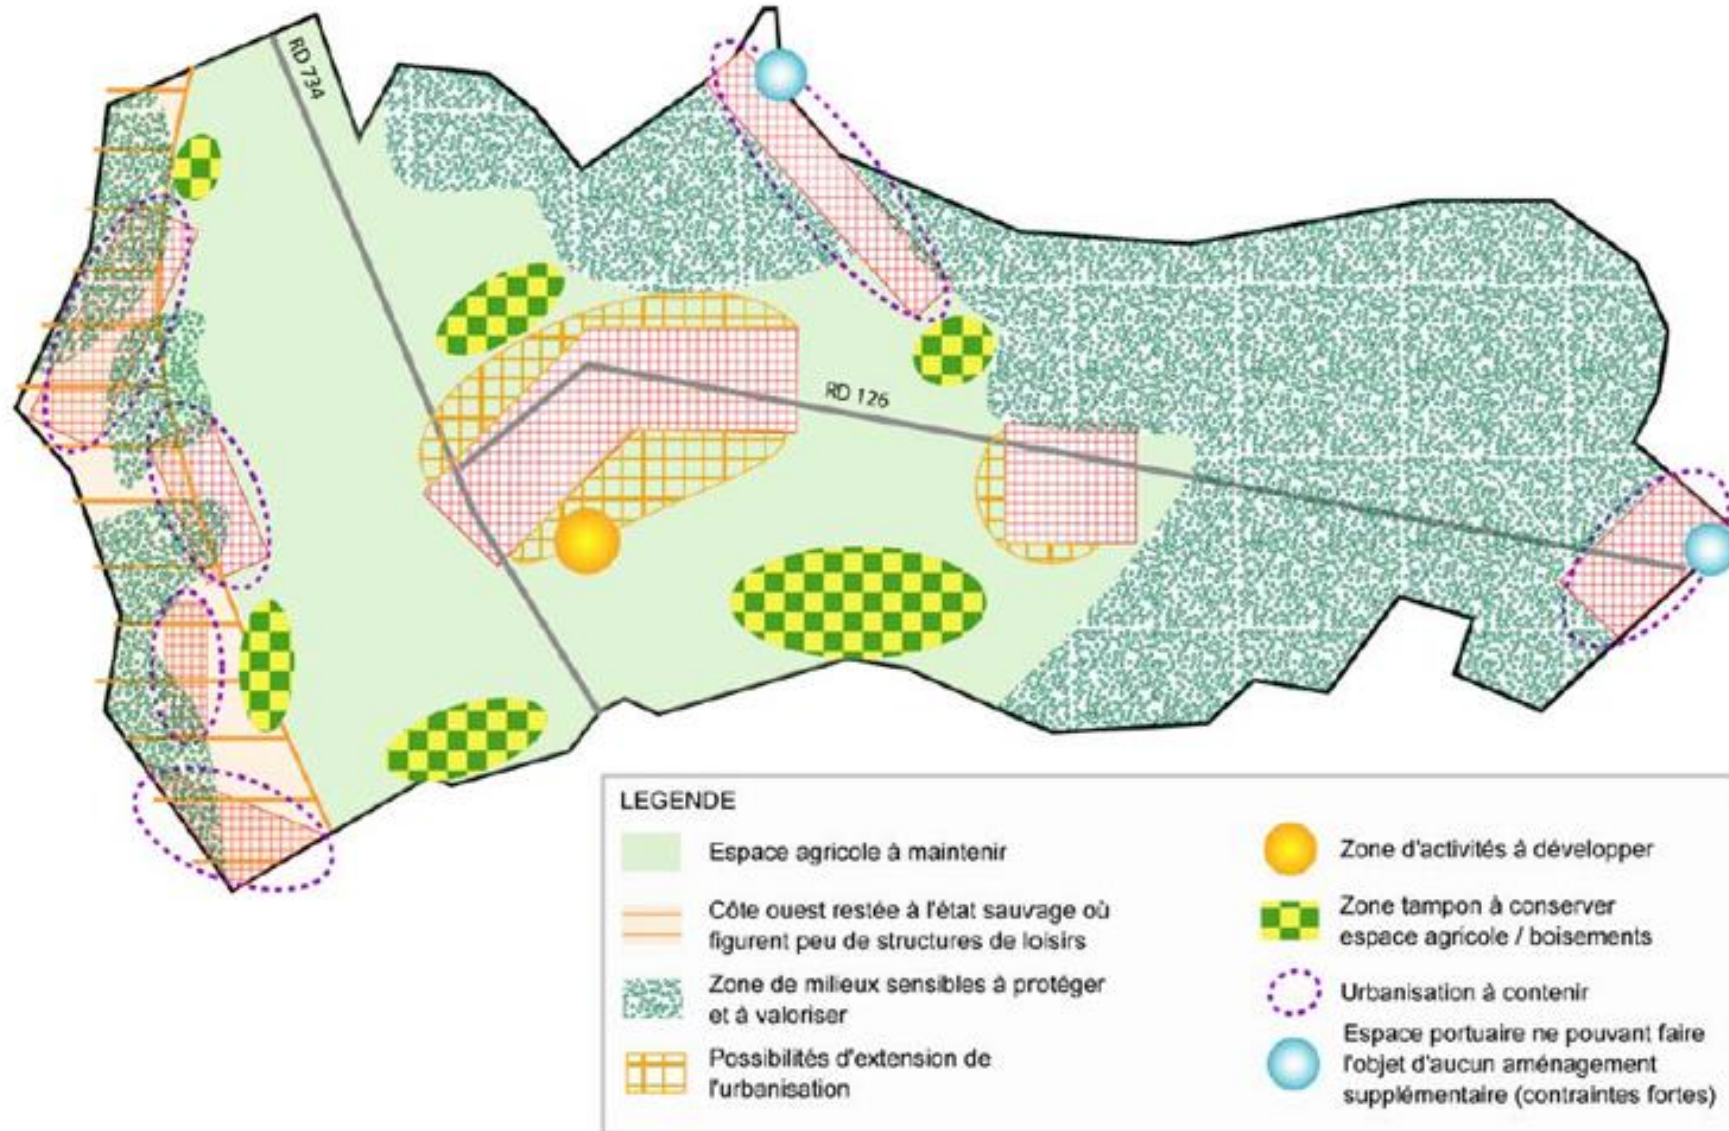 RD 734
RD 126
LEGENDE
Espace agricole à maintenir
Côte ouest restée à l'état sauvage où
figurent peu de structures de loisirs
Zone de milieux sensibles à protéger
et à valoriser
Possibilités d'extension de
l'urbanisation
Zone d'activités à développer
Zone tampon à conserver
espace agricole / boisements
Urbanisation à contenir
Espace portuaire ne pouvant faire
l'objet d'aucun aménagement
supplémentaire (contraintes fortes)